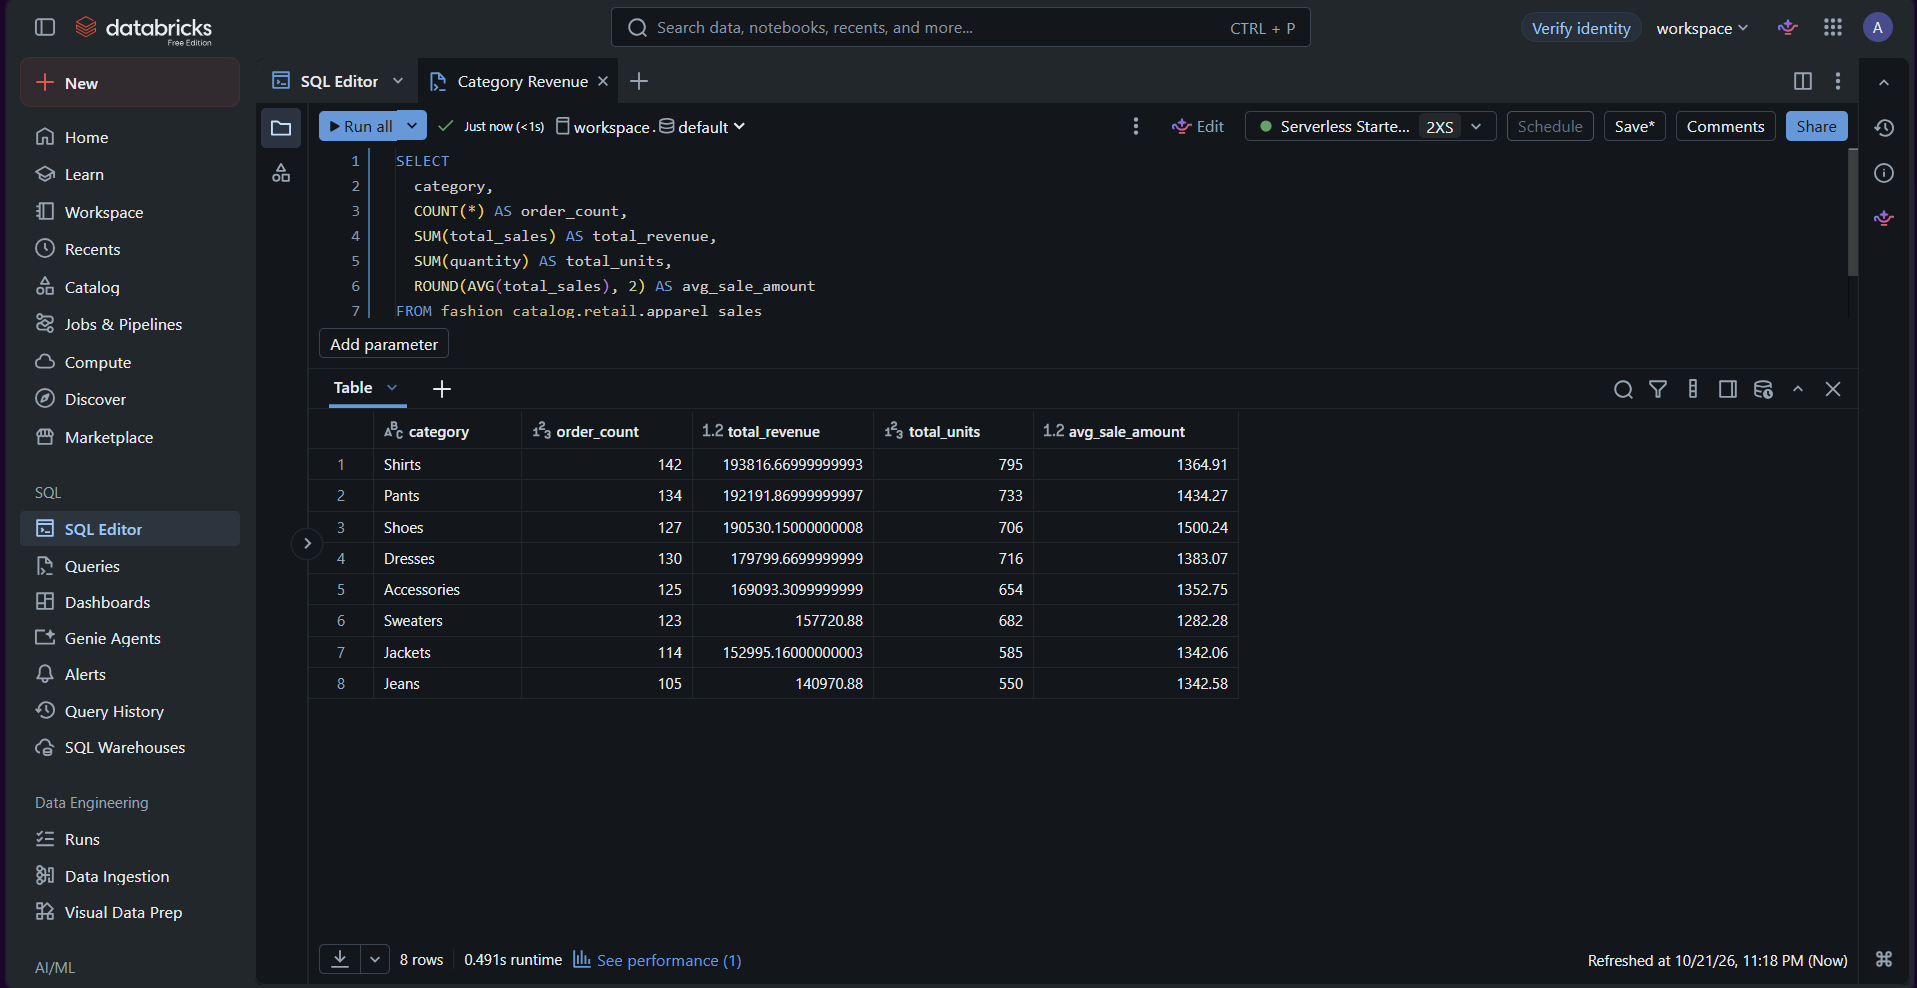 databricks
Free Edition
Search data, notebooks, recents, and more...
CTRL + P
Verify identity
workspace
A
New
Home
Learn
Workspace
Recents
Catalog
Jobs & Pipelines
Compute
Discover
Marketplace
SQL
SQL Editor
Queries
Dashboards
Genie Agents
Alerts
Query History
SQL Warehouses
Data Engineering
Runs
Data Ingestion
Visual Data Prep
AI/ML
SQL Editor
Category Revenue
Run all
Just now (<1s)
workspace . default
Edit
Serverless Starte... 2XS
Schedule
Save*
Comments
Share
1 SELECT
2 category,
3 COUNT(*) AS order_count,
4 SUM(total_sales) AS total_revenue,
5 SUM(quantity) AS total_units,
6 ROUND(AVG(total_sales), 2) AS avg_sale_amount
7 FROM fashion_catalog.retail.apparel_sales
Add parameter
Table
category order_count 1.2 total_revenue total_units 1.2 avg_sale_amount
1 Shirts 142 193816.66999999993 795 1364.91
2 Pants 134 192191.86999999997 733 1434.27
3 Shoes 127 190530.15000000008 706 1500.24
4 Dresses 130 179799.6699999999 716 1383.07
5 Accessories 125 169093.3099999999 654 1352.75
6 Sweaters 123 157720.88 682 1282.28
7 Jackets 114 152995.16000000003 585 1342.06
8 Jeans 105 140970.88 550 1342.58
8 rows
0.491s runtime
See performance (1)
Refreshed at 10/21/26, 11:18 PM (Now)